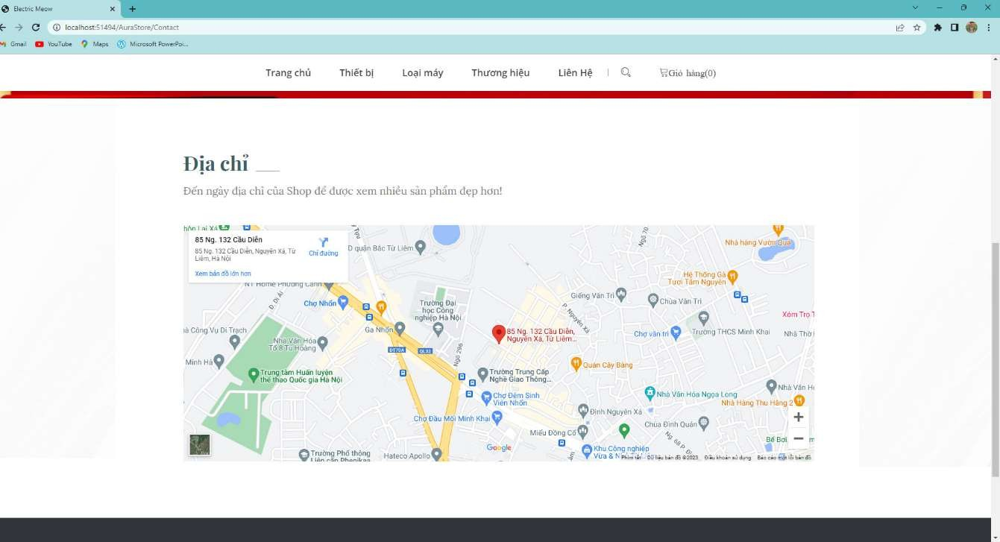 Electric Meow
localhost:51494/AuraStore/Contact
Gmail YouTube Maps Microsoft PowerPoi...
Trang chủ Thiết bị Loại máy Thương hiệu Liên Hệ Giỏ hàng(0)
Địa chỉ
Đến ngày địa chỉ của Shop để được xem nhiều sản phẩm đẹp hơn!
85 Ng. 132 Cầu Diễn
85 Ng. 132 Cầu Diễn, Nguyên Xá, Từ
Liêm, Hà Nội
Chỉ đường
Xem bản đồ lớn hơn
D quận Bắc Từ Liêm
Ngõ 70
Nhà hàng Vườn Quả
NT Home Phương Canh
Đ. Di Ái
Chợ Nhổn
Trường Đại
học Công
nghiệp Hà Nội
Giếng Văn Trì
Hệ Thống Gà
Tươi Tâm Nguyên
Chùa Văn Trì
P. Nguyên Xá
Xóm Trọ T
Ga Nhổn
Chợ văn trì
Trường THCS Minh Khai
Nhà Thờ
85 Ng. 132 Cầu Diễn,
Nguyên Xá, Từ Liêm...
Nhà Văn Hóa
Tổ 8 Tu Hoàng
ĐT70A
QL32
Ngõ 296
Minh Hà
Trung tâm Huấn luyện
thể thao Quốc gia Hà Nội
Trường Trung Cấp
Nghề Giao Thông...
Quán Cây Bàng
Chợ Đêm Sinh
Viên Nhổn
Nhà Văn Hóa Ngọa Long
Nhà Văn H
Nhà Hàng Thu Hằng 2
Chợ Đầu Mối Minh Khai
Đình Nguyên Xá
Chùa Đình Quán
Miếu Đồng Cổ
Ng. 68 P. Đ
Bể Bơi
Khu Công nghiệp
Trường Phổ thông
Liên cấp Phenikaa
Hateco Apollo
Google
Phím tắt Dữ liệu bản đồ ©2023 Điều khoản sử dụng Báo cáo một lỗi bản đồ